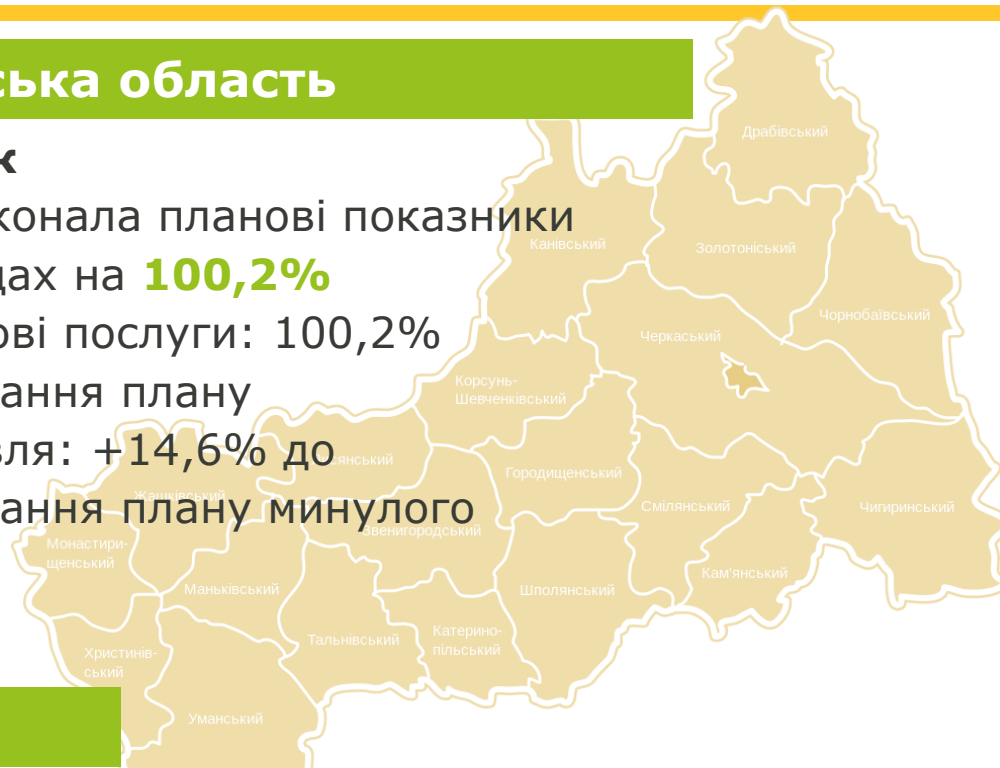 ська область
к
конала планові показники
дах на 100,2%
ові послуги: 100,2%
ання плану
вля: +14,6% до
ання плану минулого
Драбівський
Канівський
Золотоніський
Чорнобаївський
Черкаський
Корсунь-
Шевченківський
янський
Городищенський
Жашківський
Смілянський
Чигиринський
Звенигородський
Монастири-
щенський
Кам'янський
Маньківський
Шполянський
Тальнівський
Катерино-
пільський
Христинів-
ський
Уманський